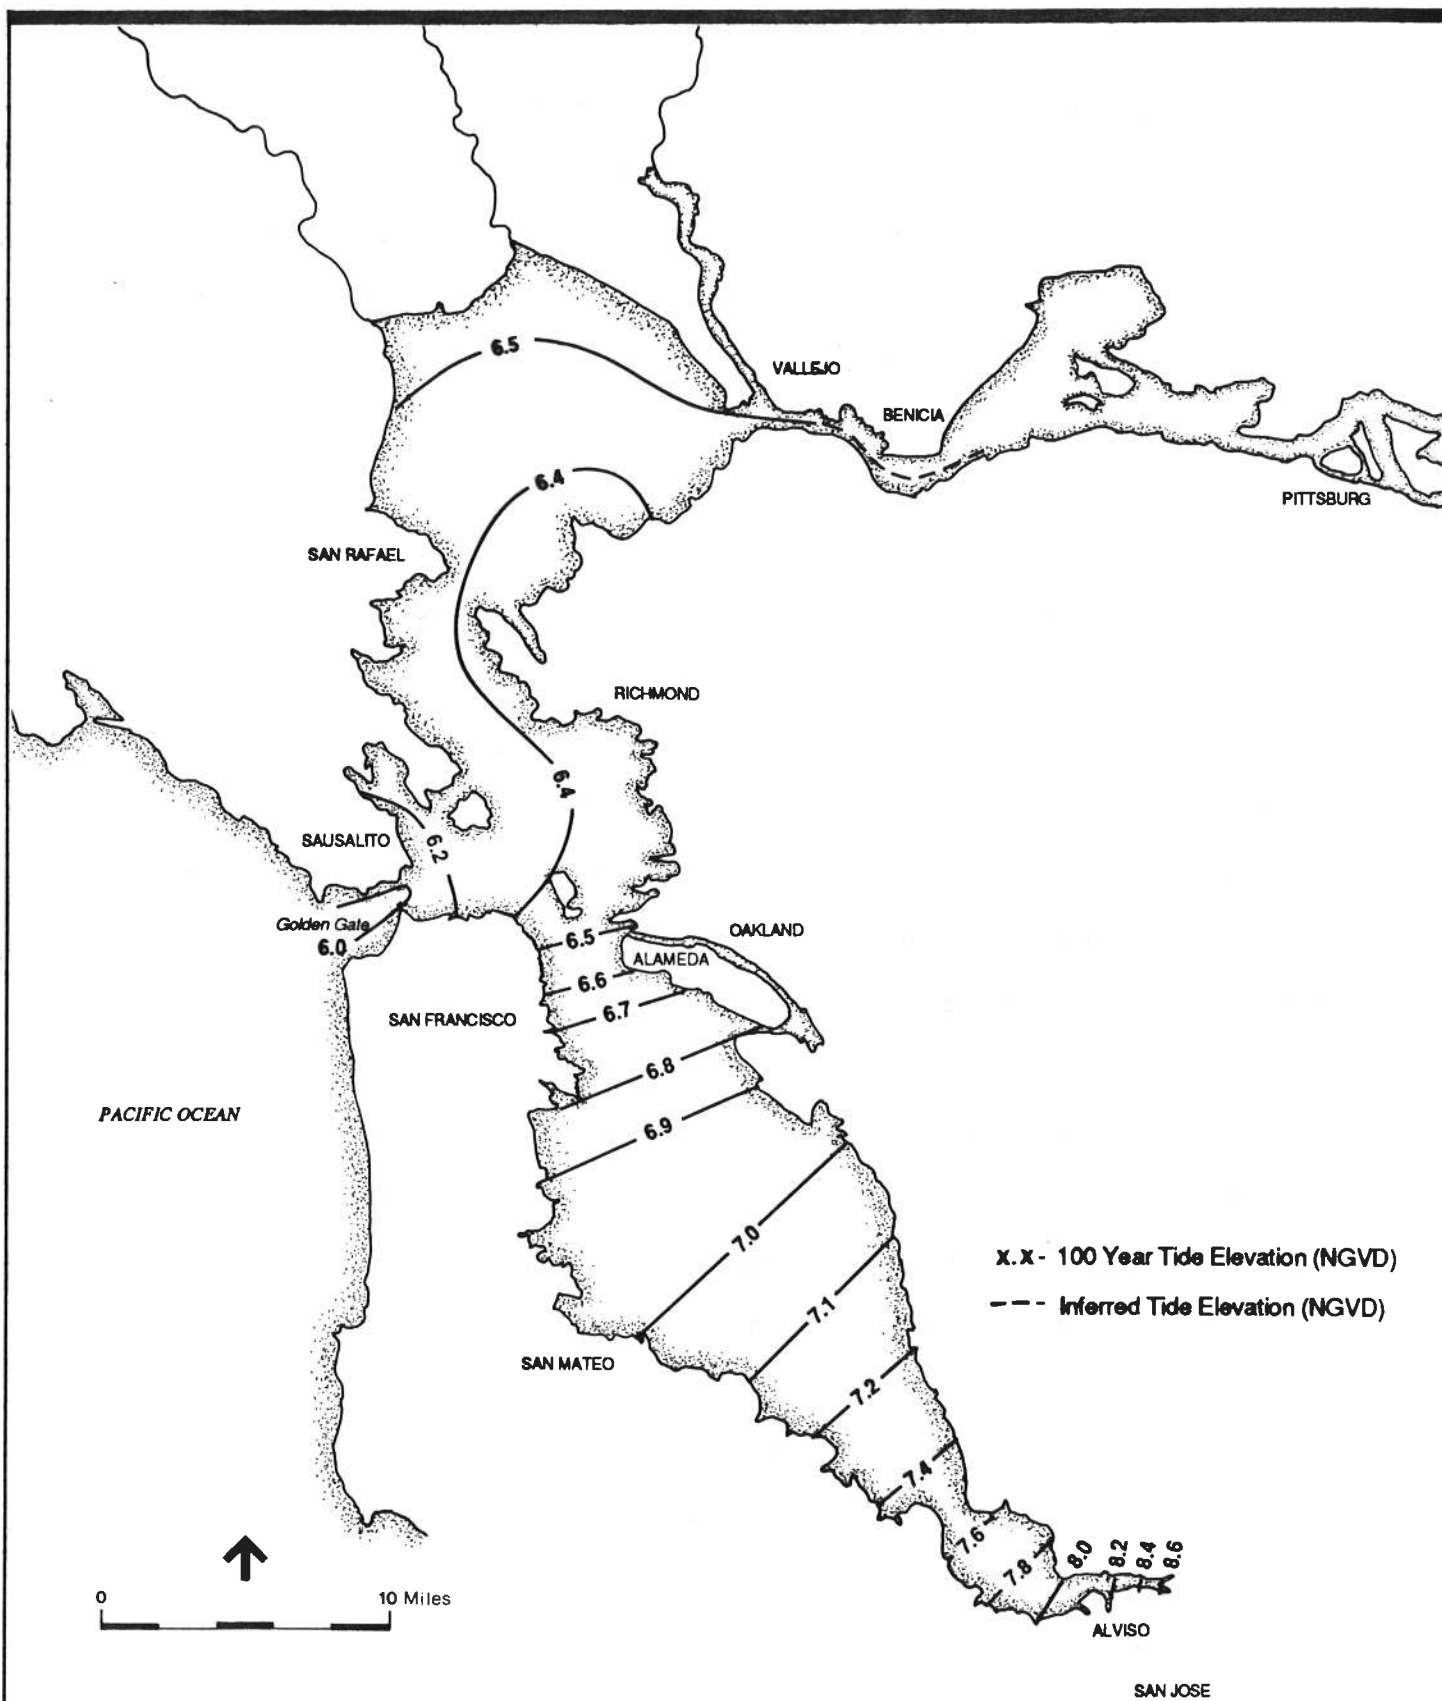 6.5
VALLEJO
BENICIA
6.4
PITTSBURG
SAN RAFAEL
RICHMOND
6.4
SAUSALITO
6.2
Golden Gate
6.0
OAKLAND
6.5
ALAMEDA
6.6
6.7
SAN FRANCISCO
6.8
PACIFIC OCEAN
6.9
7.0
X.X - 100 Year Tide Elevation (NGVD)
--- Inferred Tide Elevation (NGVD)
7.1
SAN MATEO
7.2
7.4
7.6
7.8
8.0
8.2
8.4
8.6
0 10 Miles
ALVISO
SAN JOSE